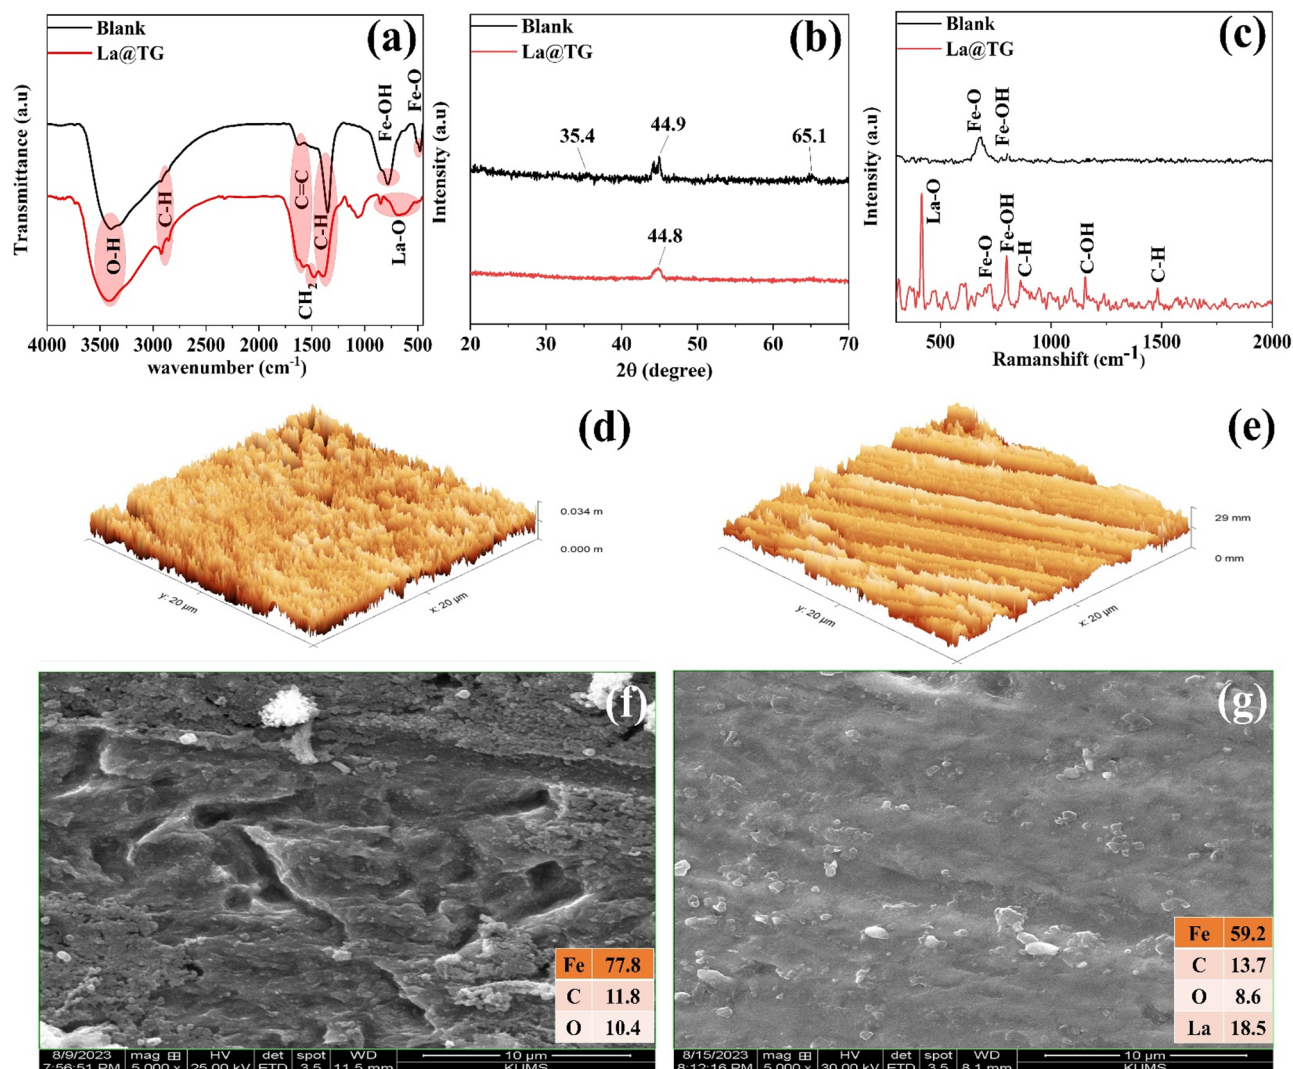 Blank
La@TG
(a)
Transmittance (a.u)
O-H
C-H
C=C
CH2
C-H
Fe-OH
Fe-O
La-O
4000 3500 3000 2500 2000 1500 1000 500
wavenumber (cm-1)
Blank
La@TG
(b)
Intensity (a.u)
35.4
44.9
65.1
44.8
20 30 40 50 60 70
2θ (degree)
Blank
La@TG
(c)
Intensity (a.u)
Fe-O
Fe-OH
La-O
Fe-O
Fe-OH
C-H
C-OH
C-H
500 1000 1500 2000
Ramanshift (cm-1)
(d)
0.034 m
0.000 m
y: 20 µm
x: 20 µm
(e)
29 mm
0 mm
y: 20 µm
x: 20 µm
(f)
Fe 77.8
C 11.8
O 10.4
8/9/2023 mag HV det spot WD 10 µm
7:56:51 PM 5,000 x 25.00 kV ETD 3.5 11.5 mm KUMS
(g)
Fe 59.2
C 13.7
O 8.6
La 18.5
8/15/2023 mag HV det spot WD 10 µm
8:12:16 PM 5,000 x 30.00 kV ETD 3.5 8.1 mm KUMS